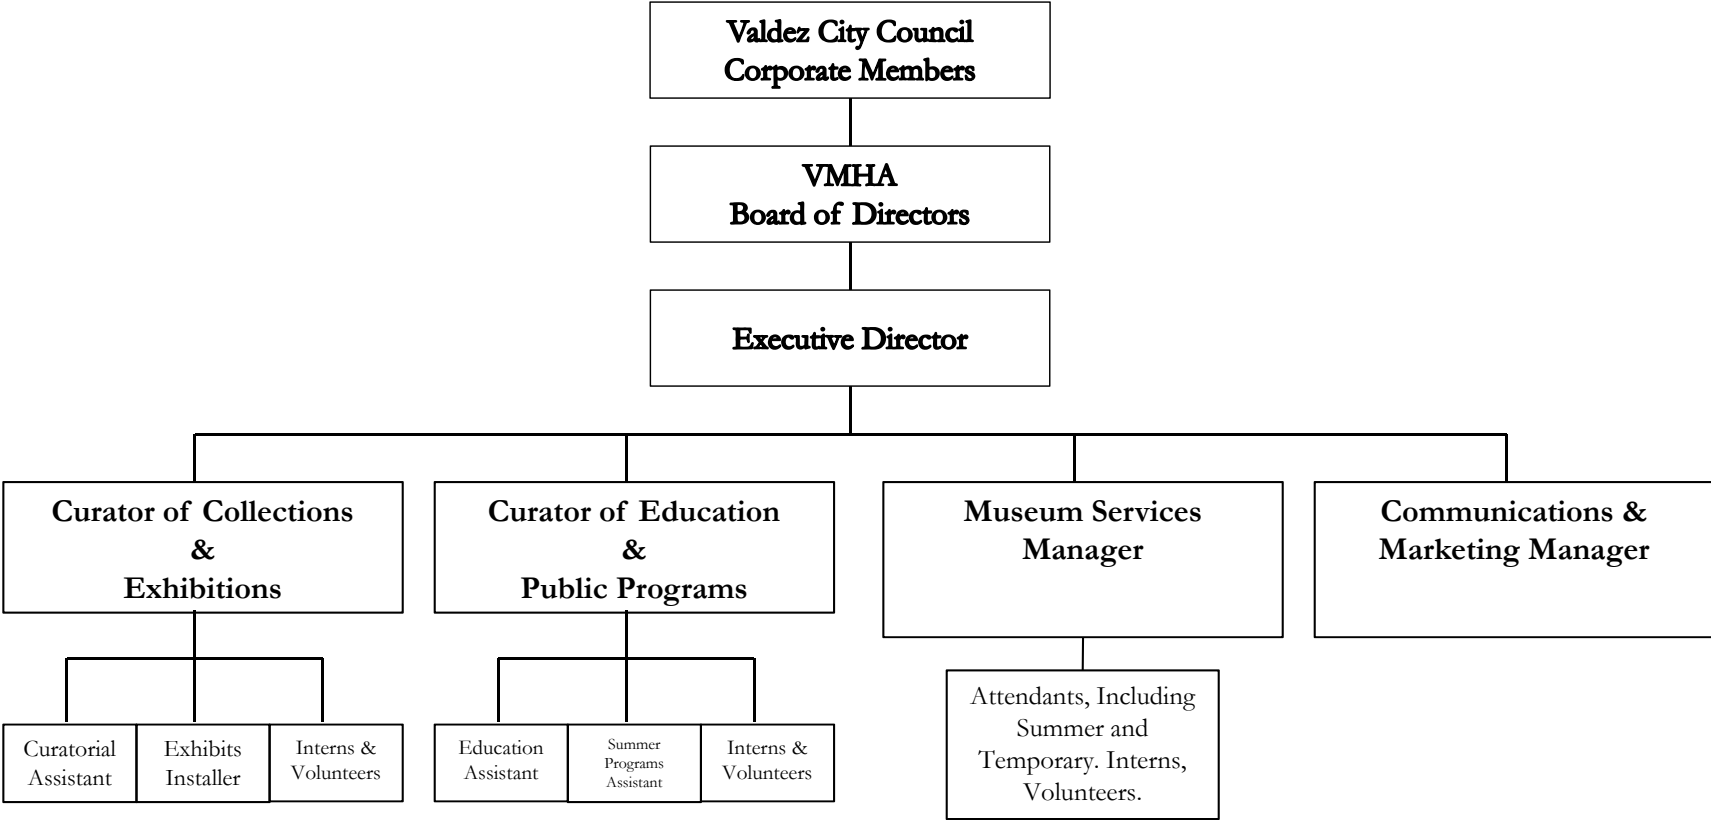 Valdez City Council
Corporate Members
VMHA
Board of Directors
Executive Director
Curator of Collections
&
Exhibitions
Curator of Education
&
Public Programs
Museum Services
Manager
Communications &
Marketing Manager
Curatorial
Assistant
Exhibits
Installer
Interns &
Volunteers
Education
Assistant
Summer
Programs
Assistant
Interns &
Volunteers
Attendants, Including
Summer and
Temporary. Interns,
Volunteers.